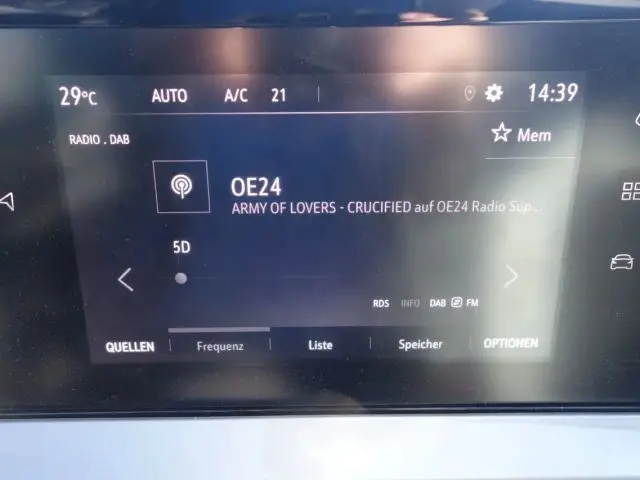 29°C AUTO A/C 21 14:39
RADIO . DAB
Mem
OE24
ARMY OF LOVERS - CRUCIFIED auf OE24 Radio Sup...
5D
RDS INFO DAB FM
QUELLEN Frequenz Liste Speicher OPTIONEN